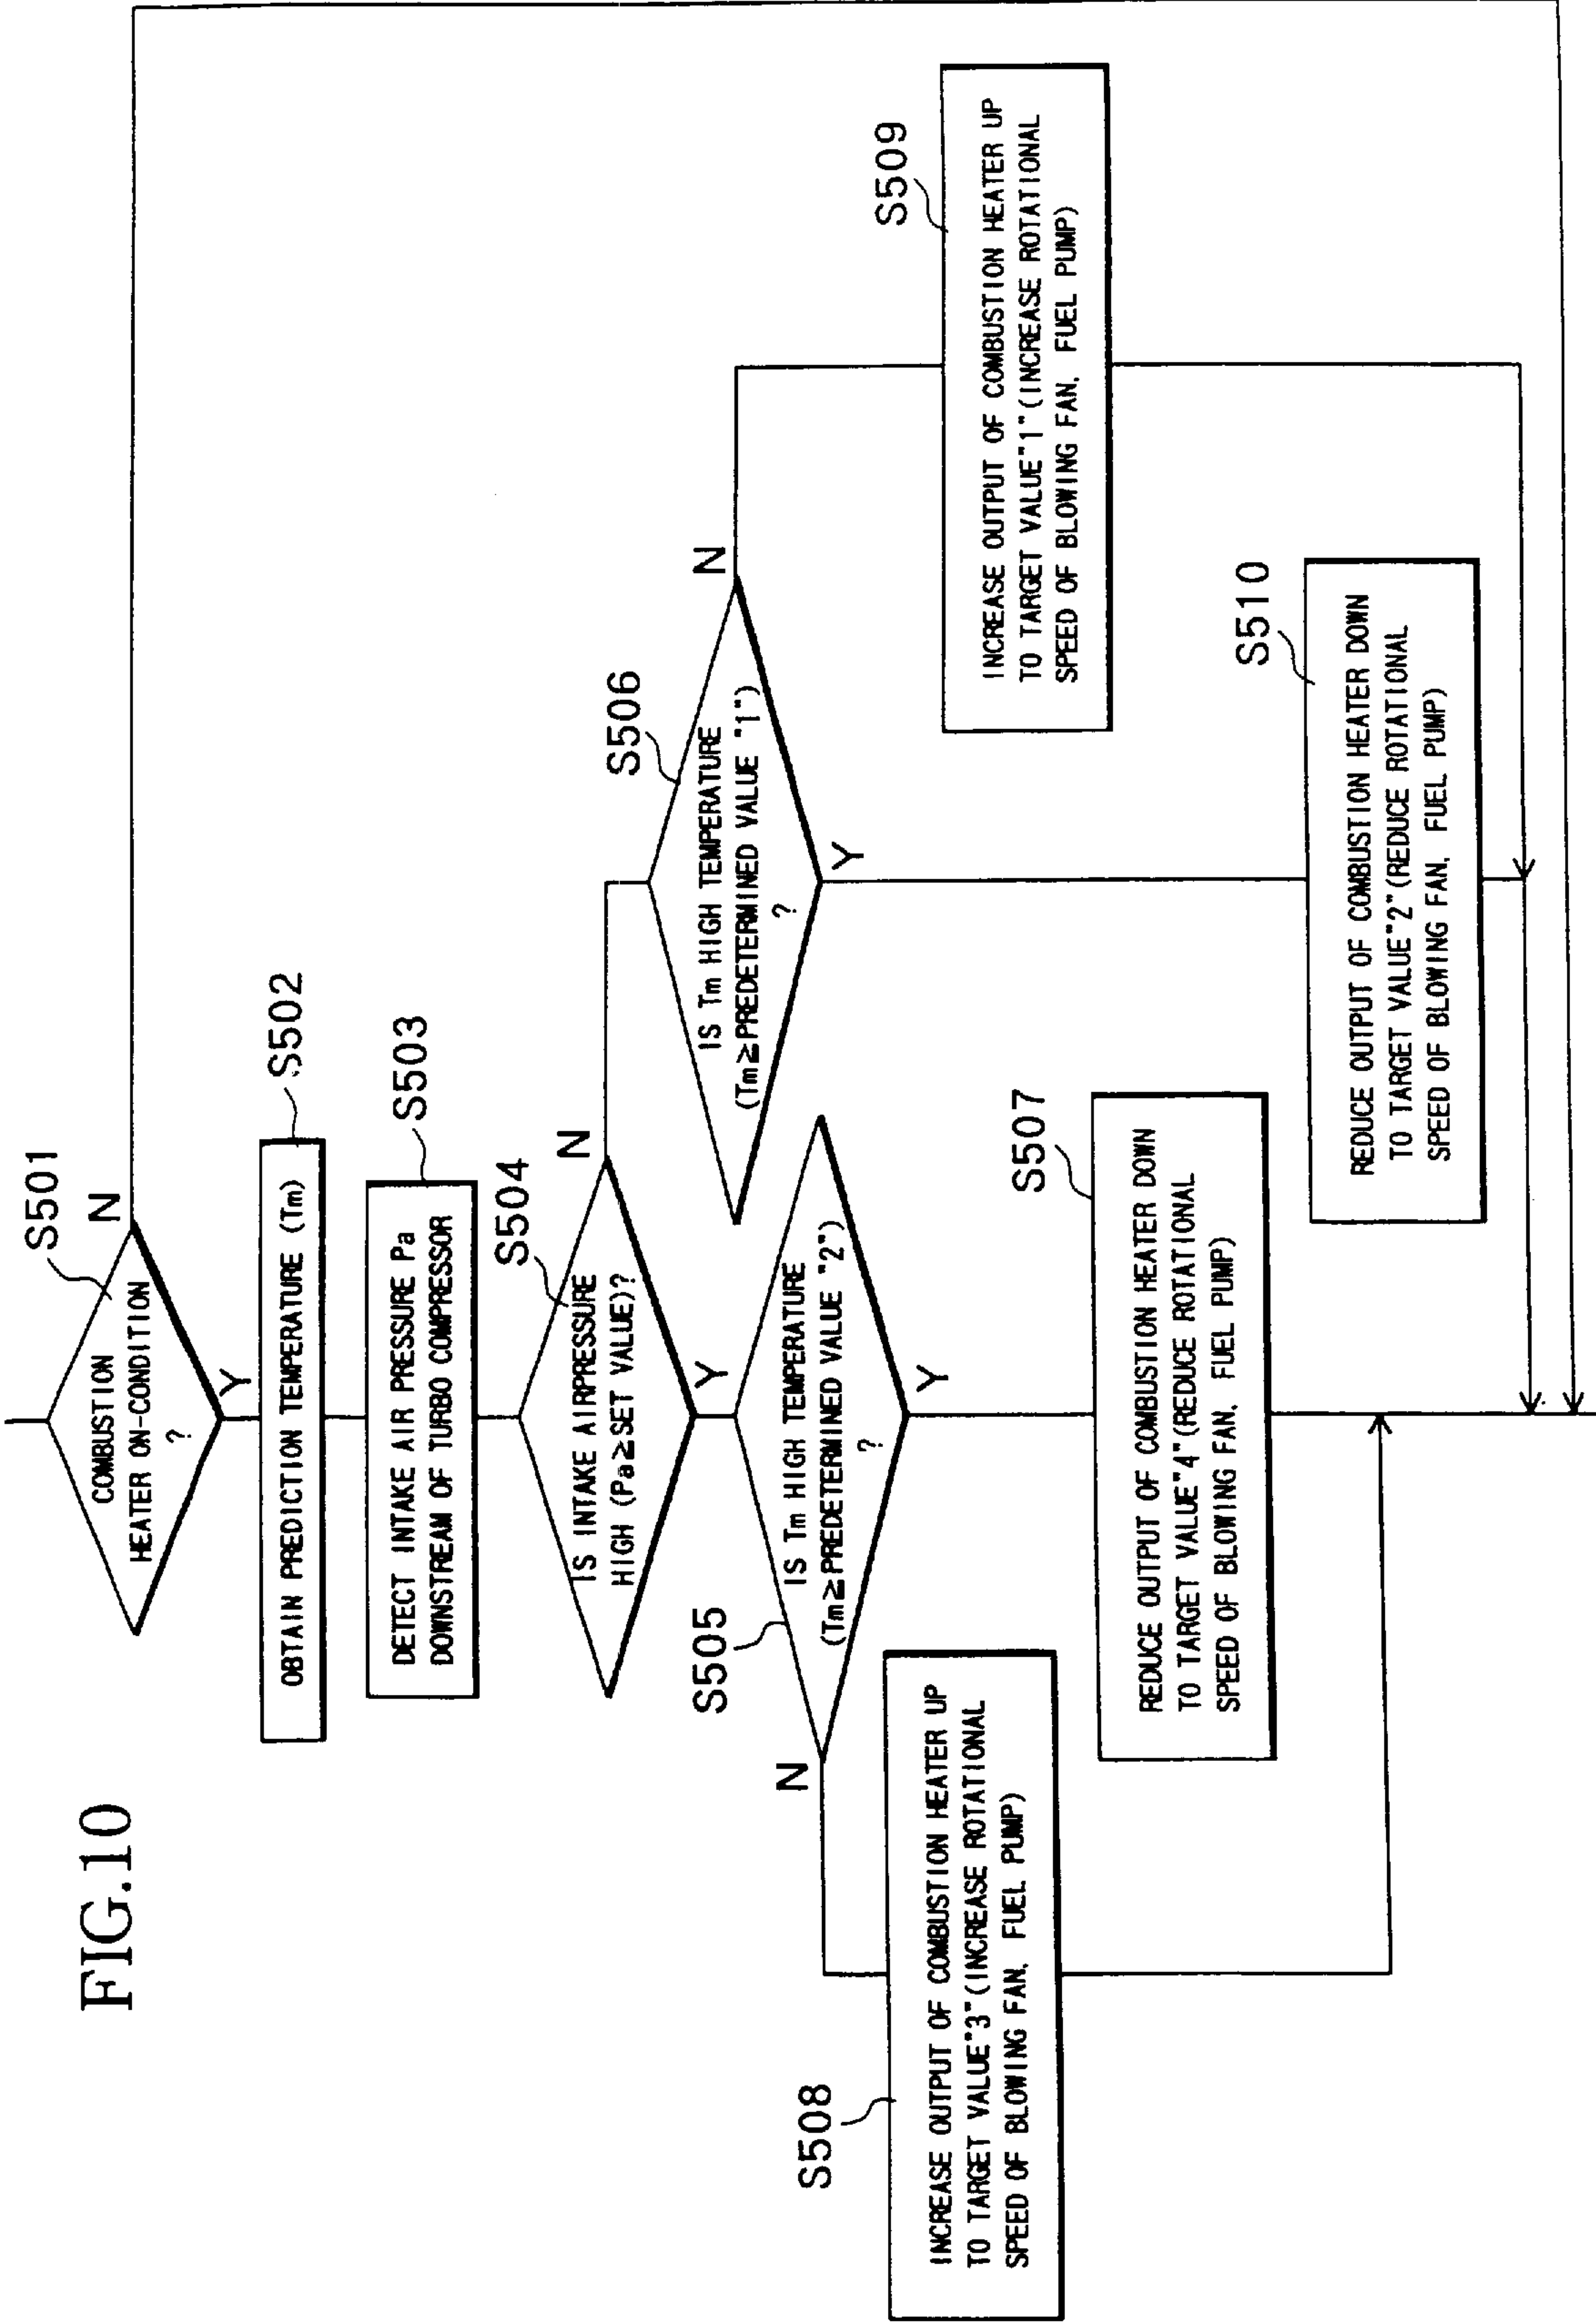 FIG.10
S501
COMBUSTION
HEATER ON-CONDITION
?
N
Y
S502
OBTAIN PREDICTION TEMPERATURE (Tm)
S503
DETECT INTAKE AIR PRESSURE Pa
DOWNSTREAM OF TURBO COMPRESSOR
S504
IS INTAKE AIRPRESSURE
HIGH (Pa≥SET VALUE)?
N
Y
S505
IS Tm HIGH TEMPERATURE
(Tm≥PREDETERMINED VALUE "2")
?
N
Y
S506
IS Tm HIGH TEMPERATURE
(Tm≥PREDETERMINED VALUE "1")
?
N
Y
S508
INCREASE OUTPUT OF COMBUSTION HEATER UP
TO TARGET VALUE"3"(INCREASE ROTATIONAL
SPEED OF BLOWING FAN, FUEL PUMP)
S507
REDUCE OUTPUT OF COMBUSTION HEATER DOWN
TO TARGET VALUE"4"(REDUCE ROTATIONAL
SPEED OF BLOWING FAN, FUEL PUMP)
S509
INCREASE OUTPUT OF COMBUSTION HEATER UP
TO TARGET VALUE"1"(INCREASE ROTATIONAL
SPEED OF BLOWING FAN, FUEL PUMP)
S510
REDUCE OUTPUT OF COMBUSTION HEATER DOWN
TO TARGET VALUE"2"(REDUCE ROTATIONAL
SPEED OF BLOWING FAN, FUEL PUMP)